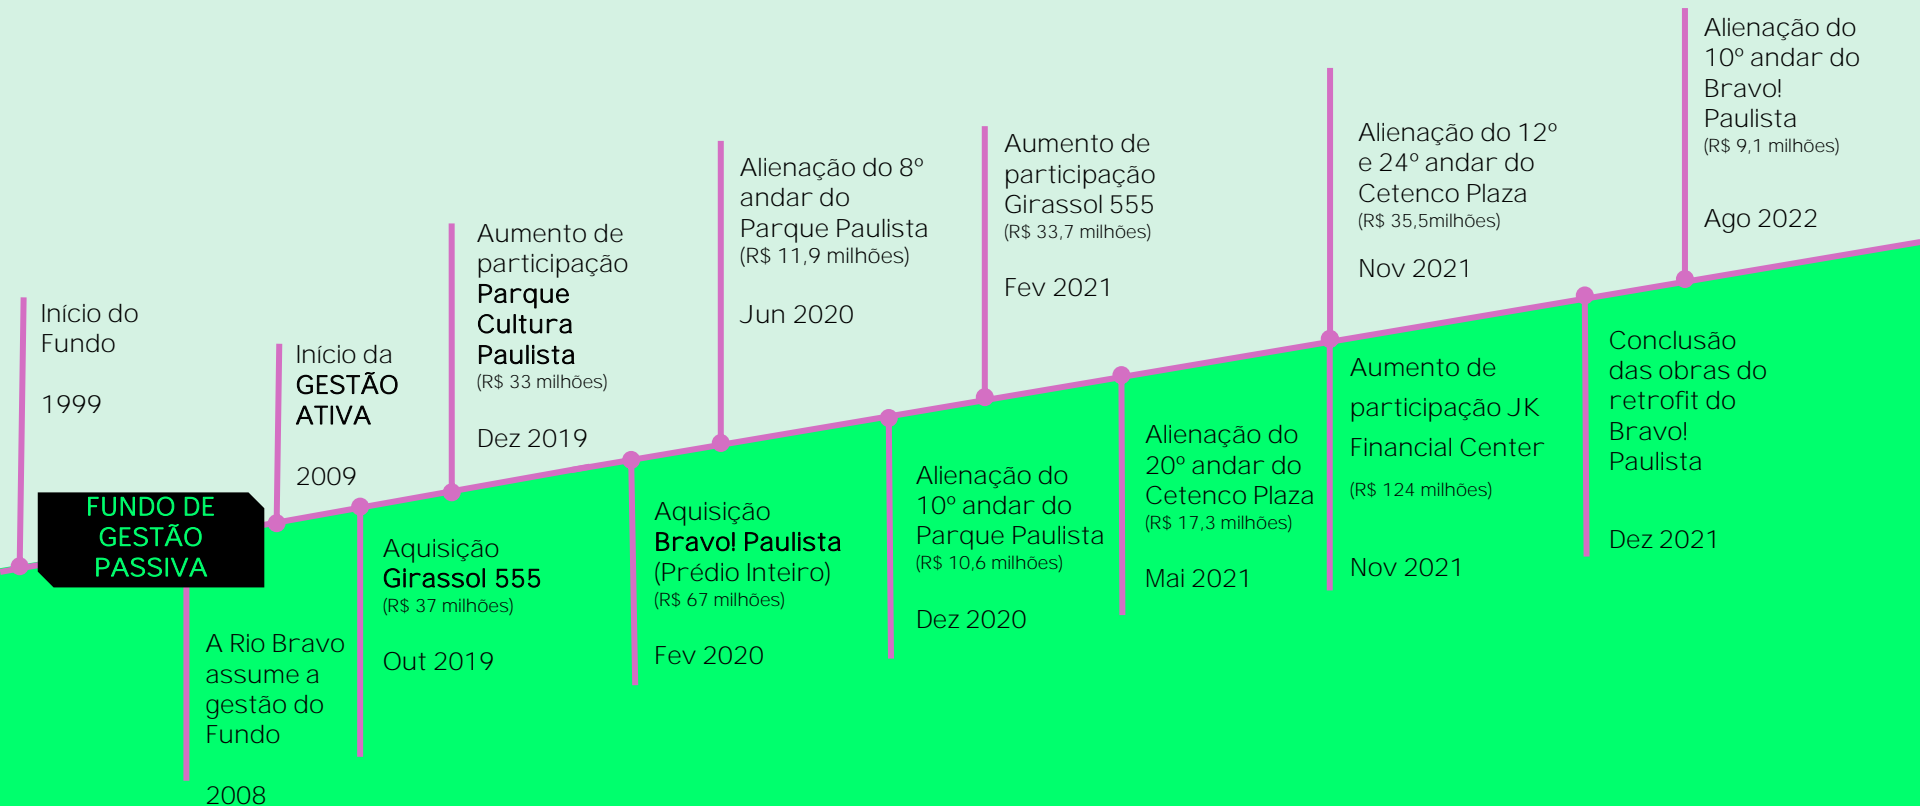 Início do
Fundo
1999
FUNDO DE
GESTÃO
PASSIVA
A Rio Bravo
assume a
gestão do
Fundo
2008
Início da
GESTÃO
ATIVA
2009
Aquisição
Girassol 555
(R$ 37 milhões)
Out 2019
Aumento de
participação
Parque
Cultura
Paulista
(R$ 33 milhões)
Dez 2019
Aquisição
Bravo! Paulista
(Prédio Inteiro)
(R$ 67 milhões)
Fev 2020
Alienação do 8º
andar do
Parque Paulista
(R$ 11,9 milhões)
Jun 2020
Alienação do
10º andar do
Parque Paulista
(R$ 10,6 milhões)
Dez 2020
Aumento de
participação
Girassol 555
(R$ 33,7 milhões)
Fev 2021
Alienação do
20º andar do
Cetenco Plaza
(R$ 17,3 milhões)
Mai 2021
Alienação do 12º
e 24º andar do
Cetenco Plaza
(R$ 35,5milhões)
Nov 2021
Aumento de
participação JK
Financial Center
(R$ 124 milhões)
Nov 2021
Conclusão
das obras do
retrofit do
Bravo!
Paulista
Dez 2021
Alienação do
10º andar do
Bravo!
Paulista
(R$ 9,1 milhões)
Ago 2022